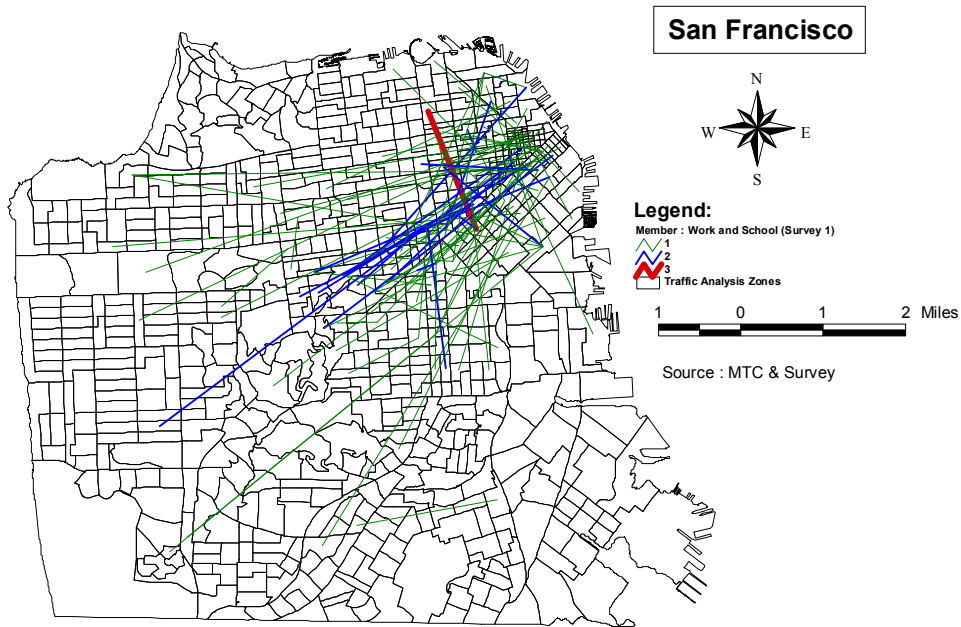 San Francisco
N
W E
S
Legend:
Member : Work and School (Survey 1)
1
2
3
Traffic Analysis Zones
1 0 1 2 Miles
Source : MTC & Survey